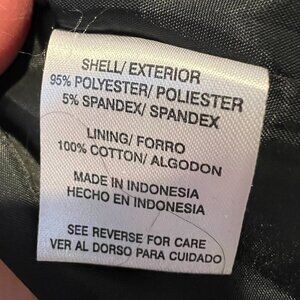 SHELL/ EXTERIOR
95% POLYESTER/ POLIESTER
5% SPANDEX/ SPANDEX
LINING/ FORRO
100% COTTON/ ALGODON
MADE IN INDONESIA
HECHO EN INDONESIA
SEE REVERSE FOR CARE
VER AL DORSO PARA CUIDADO